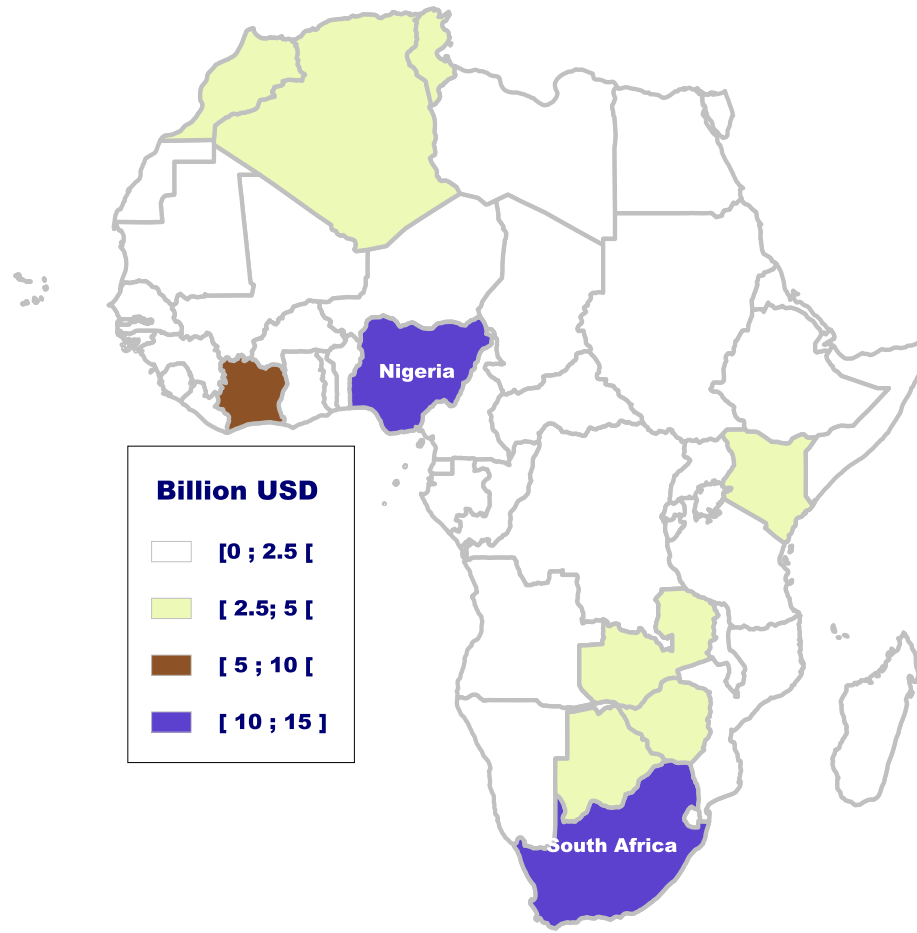 Nigeria
Billion USD
[0 ; 2.5 [
[ 2.5; 5 [
[ 5 ; 10 [
[ 10 ; 15 ]
South Africa